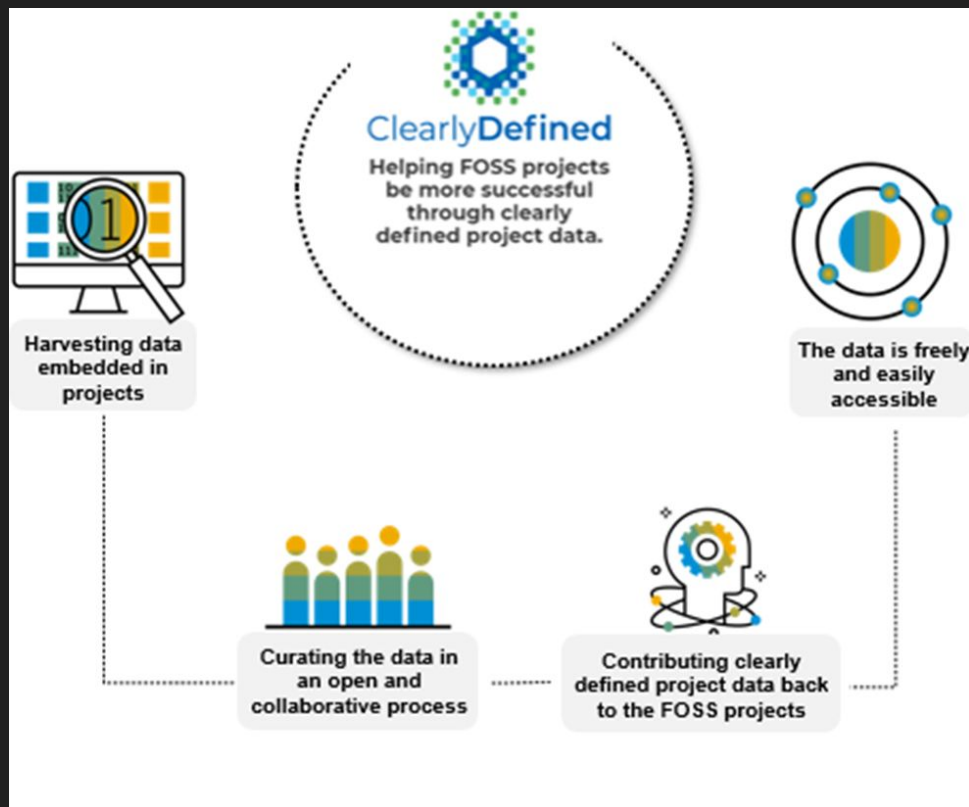 ClearlyDefined
Helping FOSS projects
be more successful
through clearly
defined project data.
Harvesting data
embedded in
projects
The data is freely
and easily
accessible
Curating the data in
an open and
collaborative process
Contributing clearly
defined project data back
to the FOSS projects